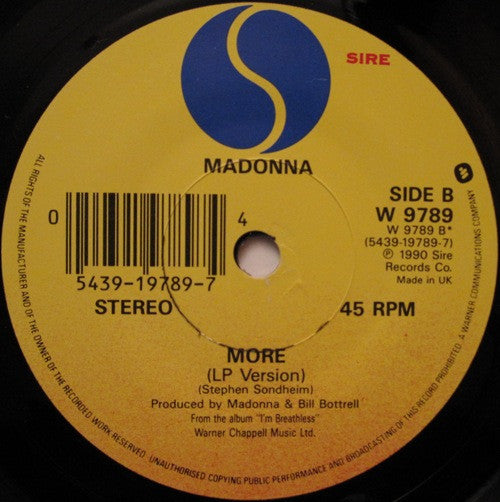 SIRE
MADONNA
SIDE B
W 9789
W 9789 B*
(5439-19789-7)
℗ 1990 Sire
Records Co.
Made in UK
0
4
5439-19789-7
STEREO
45 RPM
MORE
(LP Version)
(Stephen Sondheim)
Produced by Madonna & Bill Bottrell
From the album "I'm Breathless"
Warner Chappell Music Ltd.
ALL RIGHTS OF THE MANUFACTURER AND OF THE OWNER OF THE RECORDED WORK RESERVED. UNAUTHORISED COPYING PUBLIC PERFORMANCE AND BROADCASTING OF THIS RECORD PROHIBITED. A WARNER COMMUNICATIONS COMPANY